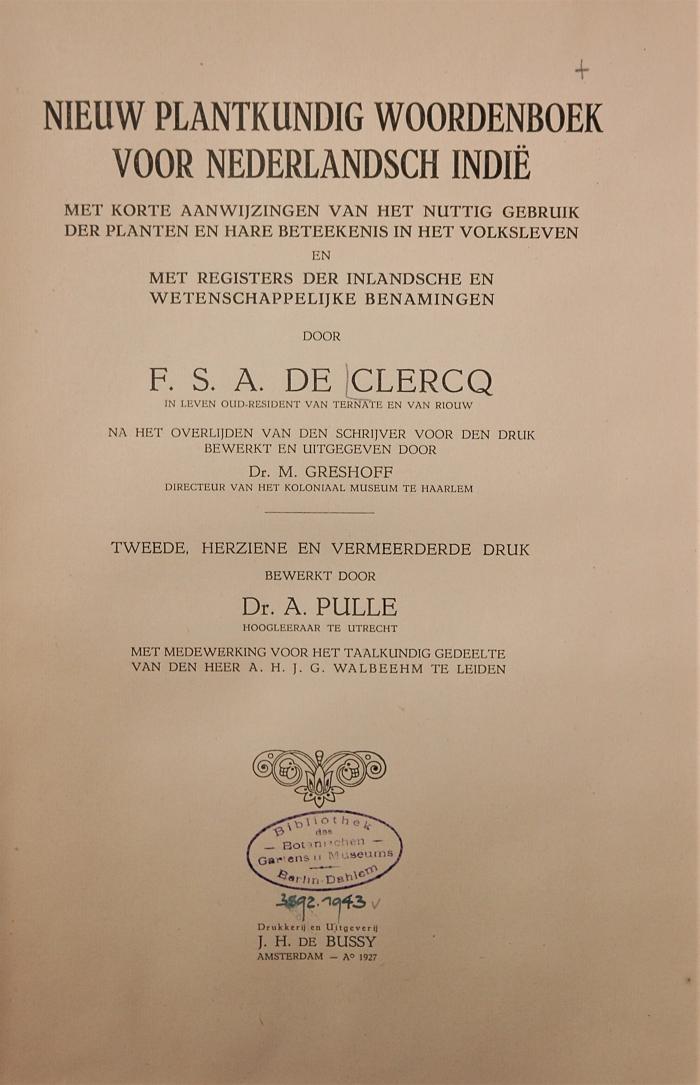 +
NIEUW PLANTKUNDIG WOORDENBOEK
VOOR NEDERLANDSCH INDIË
MET KORTE AANWIJZINGEN VAN HET NUTTIG GEBRUIK
DER PLANTEN EN HARE BETEEKENIS IN HET VOLKSLEVEN
EN
MET REGISTERS DER INLANDSCHE EN
WETENSCHAPPELIJKE BENAMINGEN
DOOR
F. S. A. DE CLERCQ
IN LEVEN OUD-RESIDENT VAN TERNATE EN VAN RIOUW
NA HET OVERLIJDEN VAN DEN SCHRIJVER VOOR DEN DRUK
BEWERKT EN UITGEGEVEN DOOR
Dr. M. GRESHOFF
DIRECTEUR VAN HET KOLONIAAL MUSEUM TE HAARLEM
TWEEDE, HERZIENE EN VERMEERDERDE DRUK
BEWERKT DOOR
Dr. A. PULLE
HOOGLEERAAR TE UTRECHT
MET MEDEWERKING VOOR HET TAALKUNDIG GEDEELTE
VAN DEN HEER A. H. J. G. WALBEEHM TE LEIDEN
Bibliothek
des
— Botanischen —
Gartens u Museums
Berlin-Dahlem
3892.1943
Drukkerij en Uitgeverij
J. H. DE BUSSY
AMSTERDAM — Aº 1927